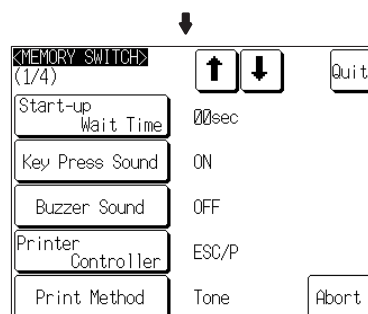 <MEMORY SWITCH>
(1/4)
Quit
Start-up
Wait Time
00sec
Key Press Sound
ON
Buzzer Sound
OFF
Printer
Controller
ESC/P
Print Method
Tone
Abort